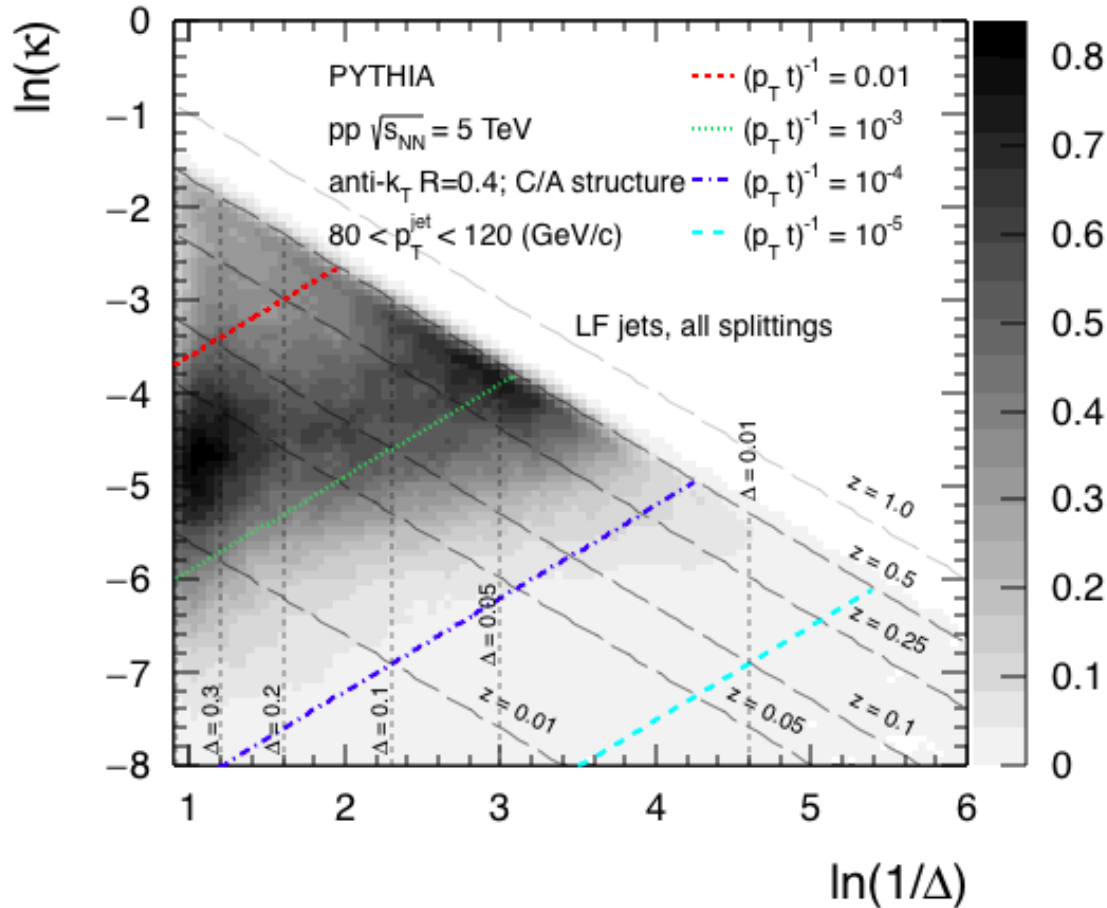 ln(κ)
0
−1
−2
−3
−4
−5
−6
−7
−8
PYTHIA
pp √s_NN = 5 TeV
anti-k_T R=0.4; C/A structure
80 < p_T^jet < 120 (GeV/c)
(p_T t)^-1 = 0.01
(p_T t)^-1 = 10^-3
(p_T t)^-1 = 10^-4
(p_T t)^-1 = 10^-5
LF jets, all splittings
Δ = 0.3
Δ = 0.2
Δ = 0.1
Δ = 0.05
Δ = 0.01
z = 1.0
z = 0.5
z = 0.25
z = 0.1
z = 0.05
z = 0.01
1
2
3
4
5
6
ln(1/Δ)
0.8
0.7
0.6
0.5
0.4
0.3
0.2
0.1
0